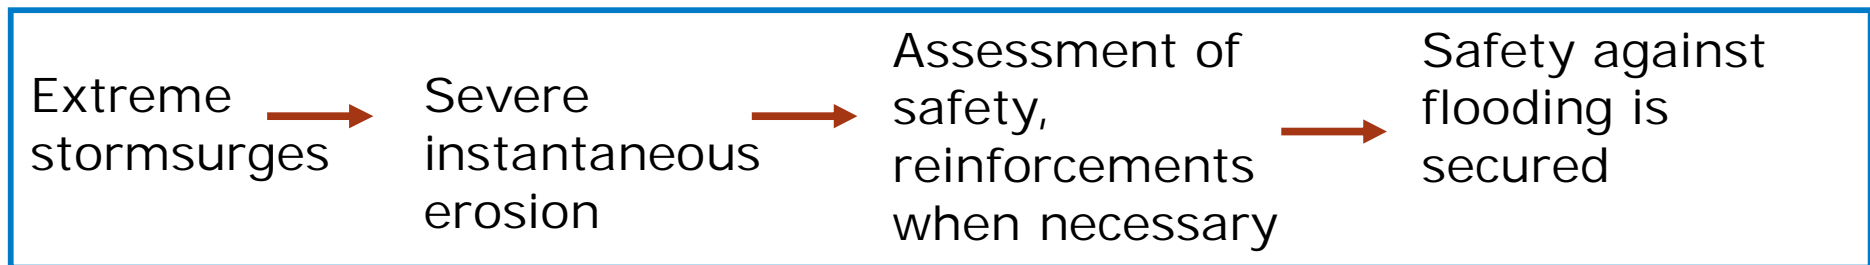 Extreme
stormsurges
Severe
instantaneous
erosion
Assessment of
safety,
reinforcements
when necessary
Safety against
flooding is
secured